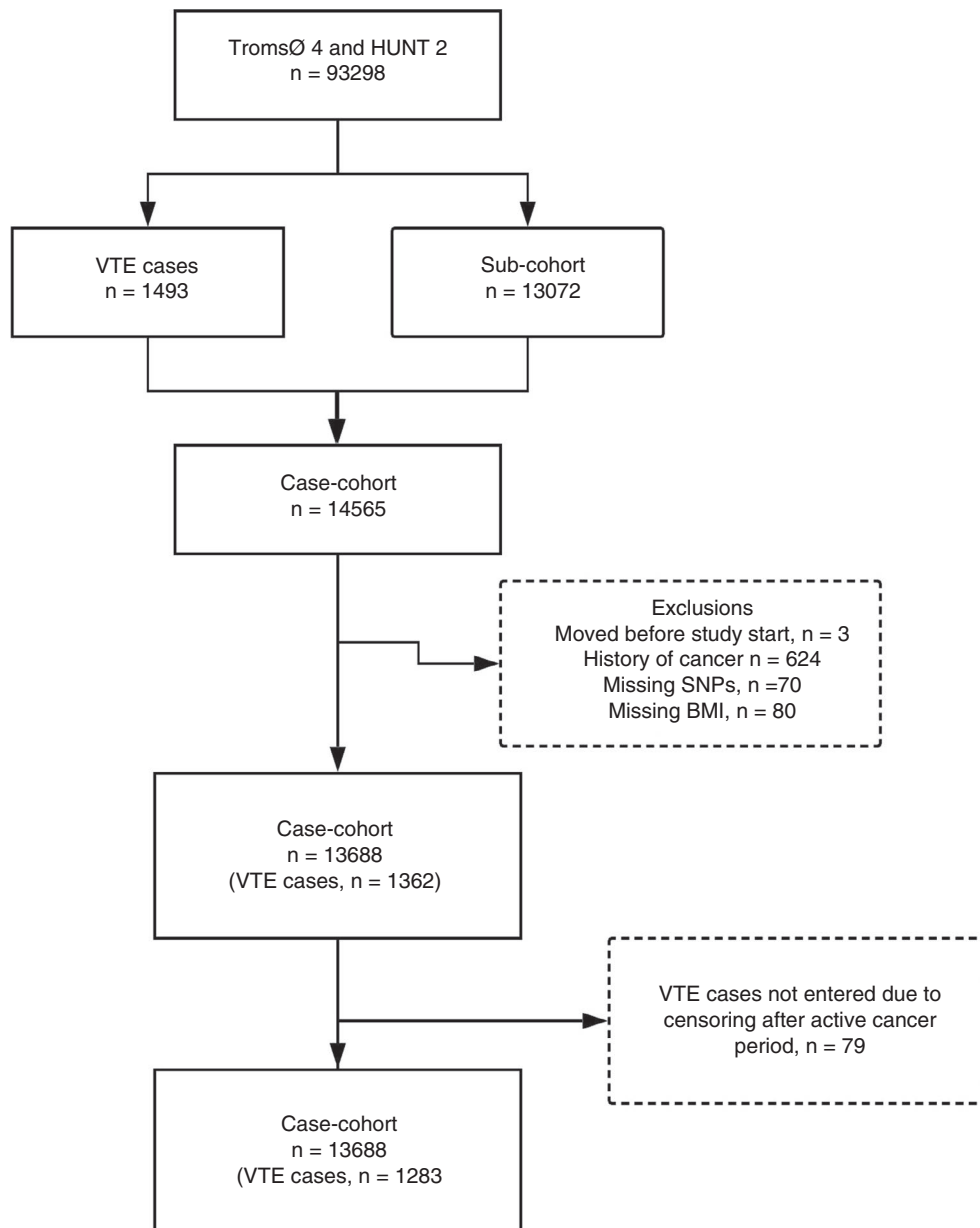 TromsØ 4 and HUNT 2
n = 93298
VTE cases
n = 1493
Sub-cohort
n = 13072
Case-cohort
n = 14565
Exclusions
Moved before study start, n = 3
History of cancer n = 624
Missing SNPs, n =70
Missing BMI, n = 80
Case-cohort
n = 13688
(VTE cases, n = 1362)
VTE cases not entered due to
censoring after active cancer
period, n = 79
Case-cohort
n = 13688
(VTE cases, n = 1283